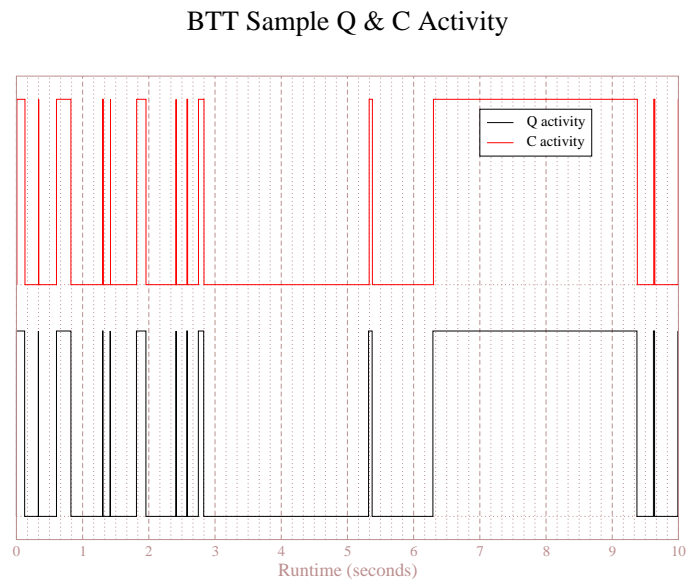 BTT Sample Q & C Activity
Q activity
C activity
0 1 2 3 4 5 6 7 8 9 10
Runtime (seconds)